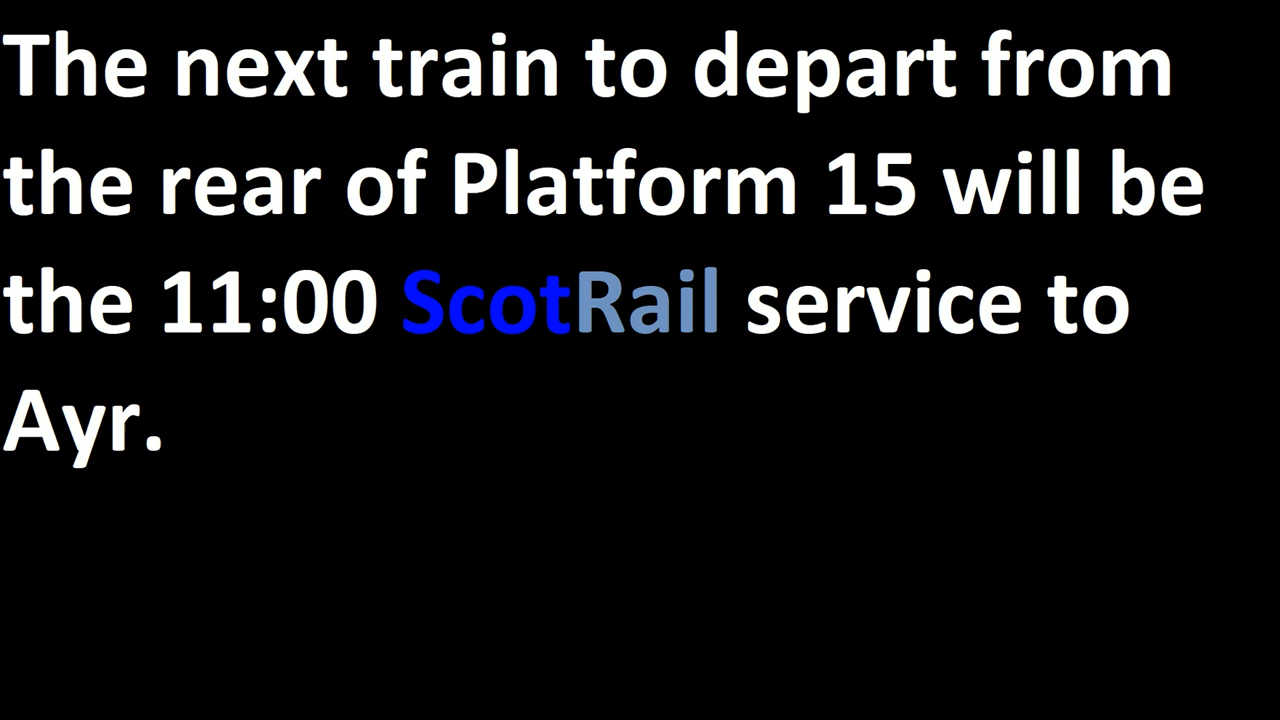 The next train to depart from
the rear of Platform 15 will be
the 11:00 ScotRail service to
Ayr.